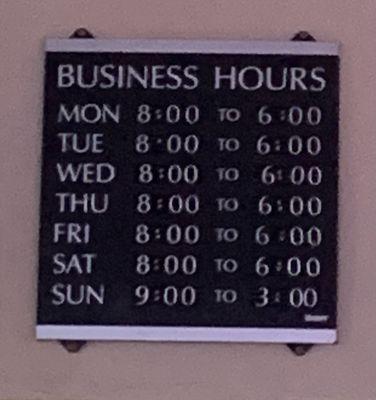 BUSINESS HOURS
MON 8:00 TO 6:00
TUE 8:00 TO 6:00
WED 8:00 TO 6:00
THU 8:00 TO 6:00
FRI 8:00 TO 6:00
SAT 8:00 TO 6:00
SUN 9:00 TO 3:00